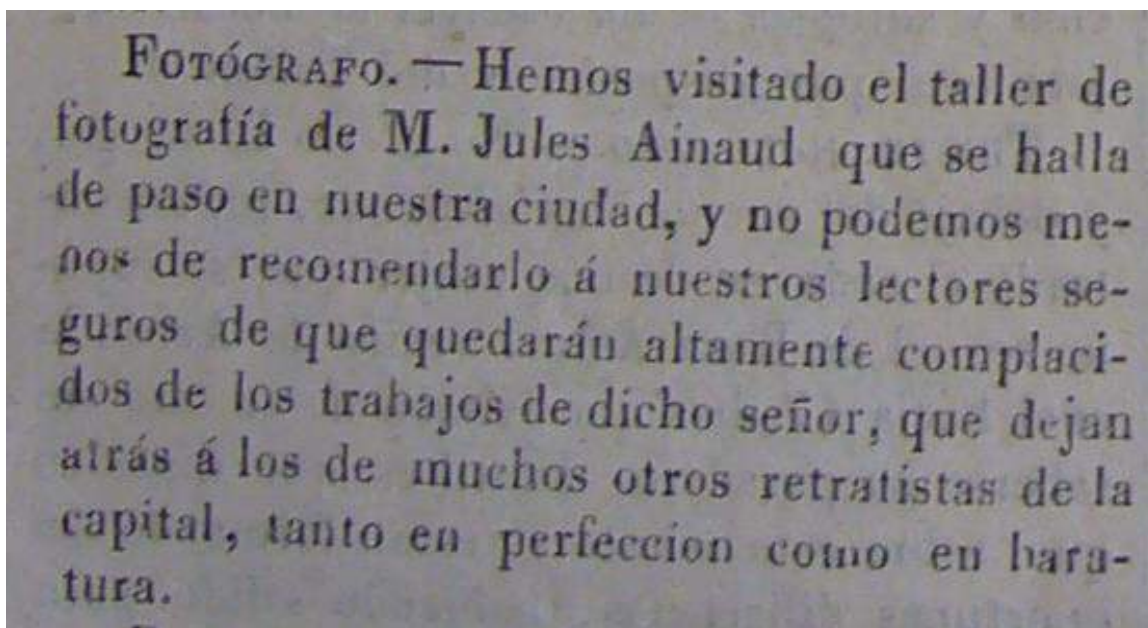 FOTÓGRAFO.—Hemos visitado el taller de
fotografía de M. Jules Ainaud que se halla
de paso en nuestra ciudad, y no podemos me-
nos de recomendarlo á nuestros lectores se-
guros de que quedarán altamente complaci-
dos de los trabajos de dicho señor, que dejan
atrás á los de muchos otros retratistas de la
capital, tanto en perfeccion como en bara-
tura.